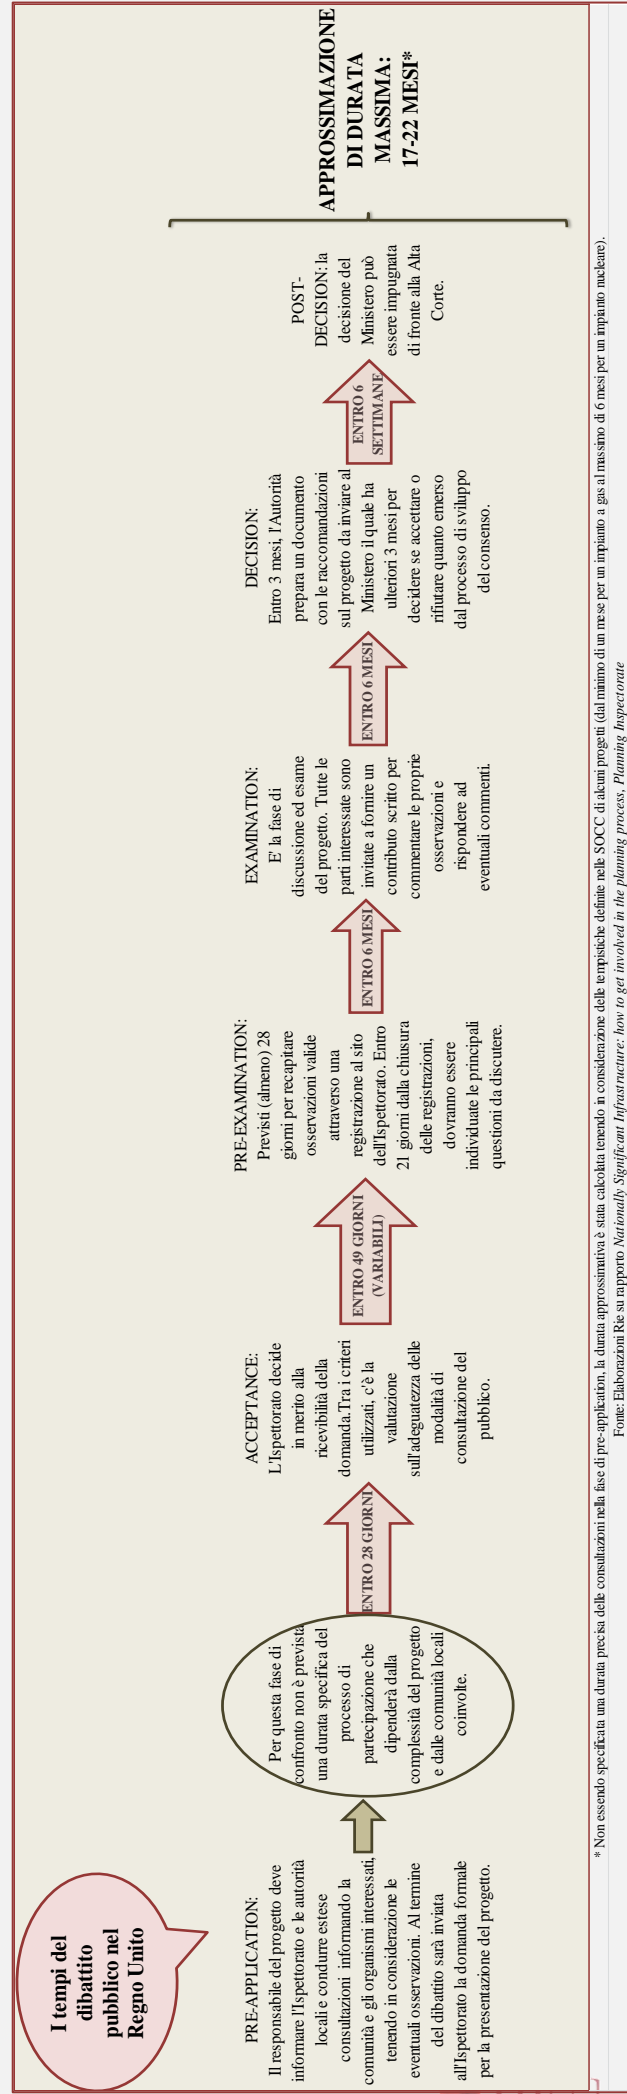 I tempi del
dibattito
pubblico nel
Regno Unito
PRE-APPLICATION:
Il responsabile del progetto deve
informare l'Ispettorato e le autorità
locali e condurre estese
consultazioni informando la
comunità e gli organismi interessati,
tenendo in considerazione le
eventuali osservazioni. Al termine
del dibattito sarà inviata
all'Ispettorato la domanda formale
per la presentazione del progetto.
Per questa fase di
confronto non è prevista
una durata specifica del
processo di
partecipazione che
dipenderà dalla
complessità del progetto
e dalle comunità locali
coinvolte.
ENTRO 28 GIORNI
ACCEPTANCE:
L'Ispettorato decide
in merito alla
ricevibilità della
domanda.Tra i criteri
utilizzati, c'è la
valutazione
sull'adeguatezza delle
modalità di
consultazione del
pubblico.
ENTRO 49 GIORNI
(VARIABILI)
PRE-EXAMINATION:
Previsti (almeno) 28
giorni per recapitare
osservazioni valide
attraverso una
registrazione al sito
dell'Ispettorato. Entro
21 giorni dalla chiusura
delle registrazioni,
dovranno essere
individuate le principali
questioni da discutere.
ENTRO 6 MESI
EXAMINATION:
E' la fase di
discussione ed esame
del progetto. Tutte le
parti interessate sono
invitate a fornire un
contributo scritto per
commentare le proprie
osservazioni e
rispondere ad
eventuali commenti.
ENTRO 6 MESI
DECISION:
Entro 3 mesi, l'Autorità
prepara un documento
con le raccomandazioni
sul progetto da inviare al
Ministero il quale ha
ulteriori 3 mesi per
decidere se accettare o
rifiutare quanto emerso
dal processo di sviluppo
del consenso.
ENTRO 6
SETTIMANE
POST-
DECISION: la
decisione del
Ministero può
essere impugnata
di fronte alla Alta
Corte.
APPROSSIMAZIONE
DI DURATA
MASSIMA:
17-22 MESI*
* Non essendo specificata una durata precisa delle consultazioni nella fase di pre-application, la durata approssimativa è stata calcolata tenendo in considerazione delle tempistiche definite nelle SOCC di alcuni progetti (dal minimo di un mese per un impianto a gas al massimo di 6 mesi per un impianto nucleare).
Fonte: Elaborazioni Rie su rapporto Nationally Significant Infrastructure: how to get involved in the planning process, Planning Inspectorate